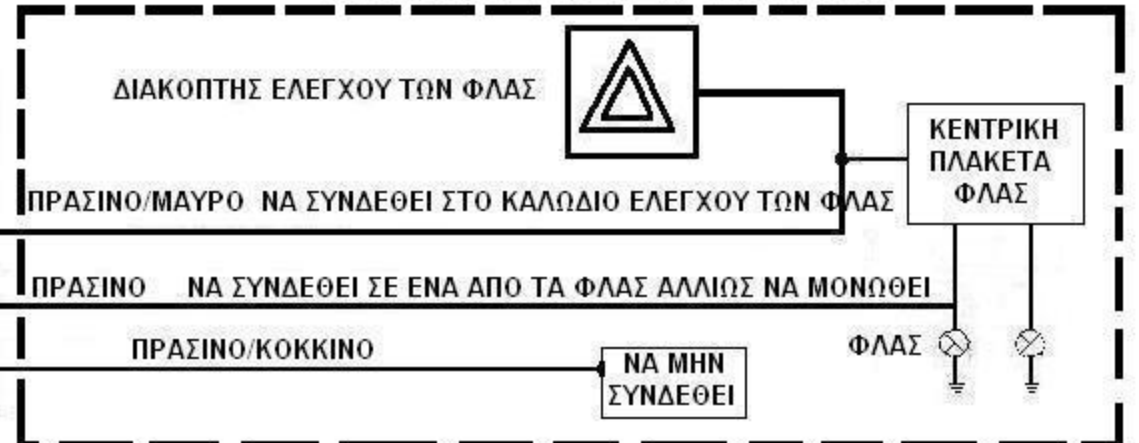 ΔΙΑΚΟΠΤΗΣ ΕΛΕΓΧΟΥ ΤΩΝ ΦΛΑΣ
ΚΕΝΤΡΙΚΗ
ΠΛΑΚΕΤΑ
ΦΛΑΣ
ΠΡΑΣΙΝΟ/ΜΑΥΡΟ ΝΑ ΣΥΝΔΕΘΕΙ ΣΤΟ ΚΑΛΩΔΙΟ ΕΛΕΓΧΟΥ ΤΩΝ ΦΛΑΣ
ΠΡΑΣΙΝΟ ΝΑ ΣΥΝΔΕΘΕΙ ΣΕ ΕΝΑ ΑΠΟ ΤΑ ΦΛΑΣ ΑΛΛΙΩΣ ΝΑ ΜΟΝΩΘΕΙ
ΠΡΑΣΙΝΟ/ΚΟΚΚΙΝΟ
ΦΛΑΣ
ΝΑ ΜΗΝ
ΣΥΝΔΕΘΕΙ